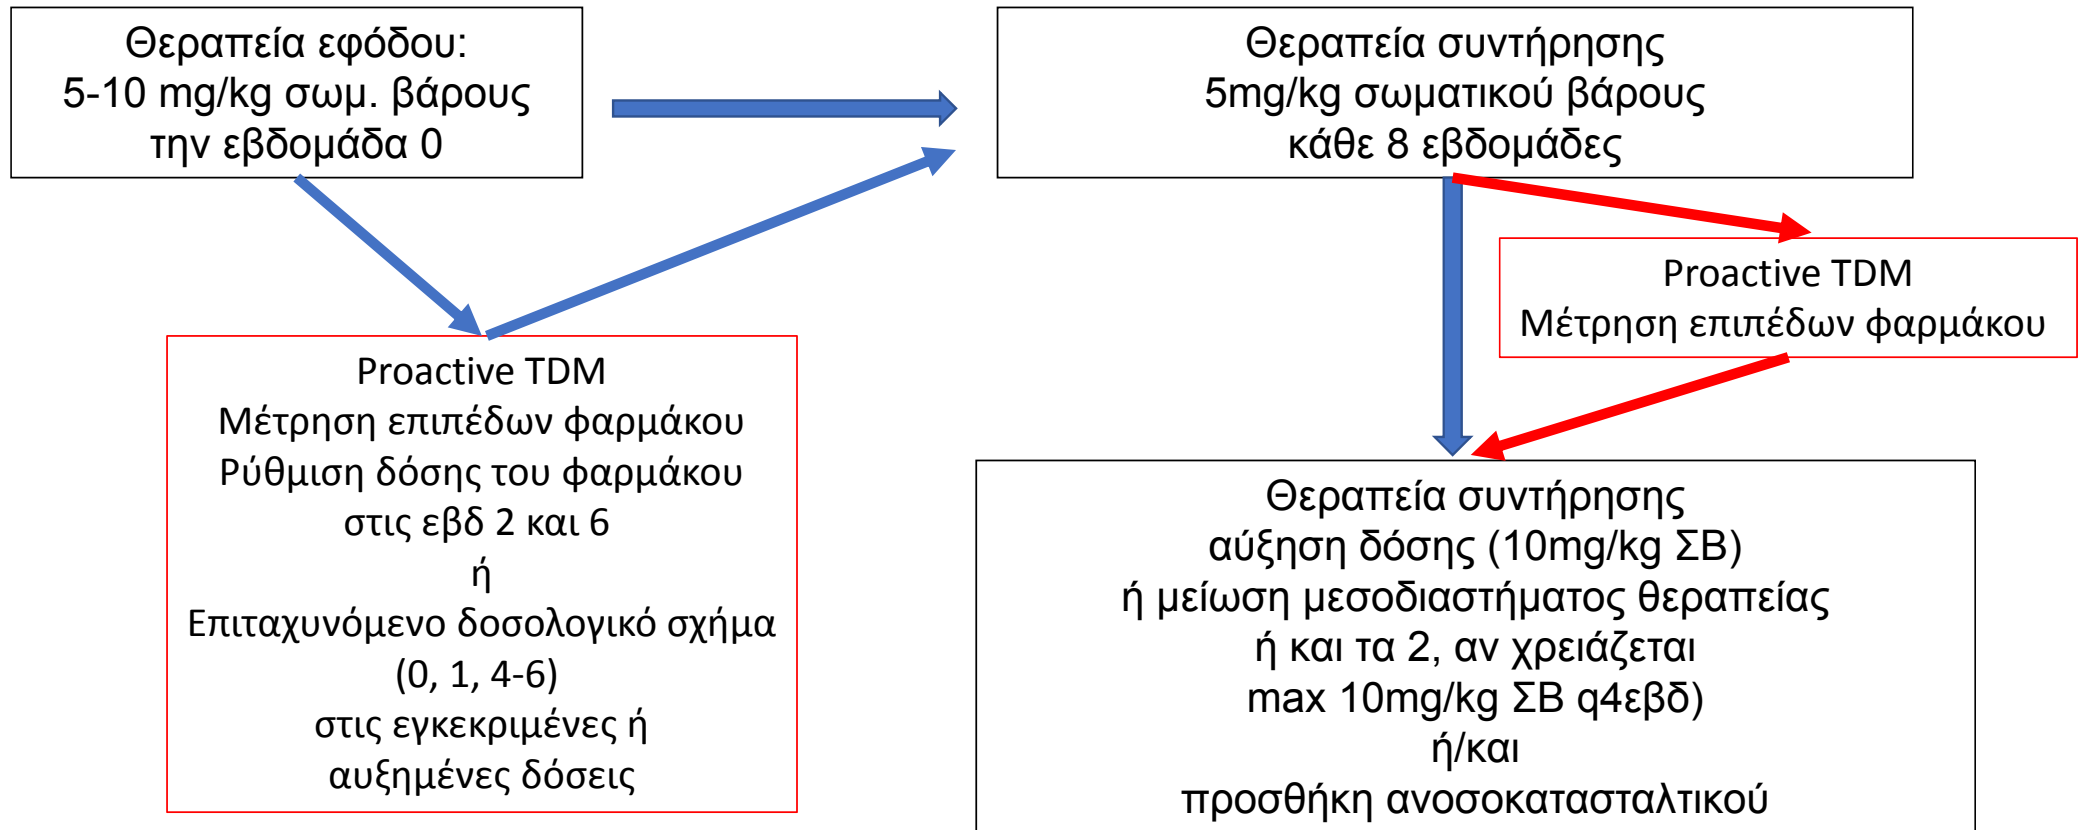 Θεραπεία εφόδου:
5-10 mg/kg σωμ. βάρους
την εβδομάδα 0
Θεραπεία συντήρησης
5mg/kg σωματικού βάρους
κάθε 8 εβδομάδες
Proactive TDM
Μέτρηση επιπέδων φαρμάκου
Proactive TDM
Μέτρηση επιπέδων φαρμάκου
Ρύθμιση δόσης του φαρμάκου
στις εβδ 2 και 6
ή
Επιταχυνόμενο δοσολογικό σχήμα
(0, 1, 4-6)
στις εγκεκριμένες ή
αυξημένες δόσεις
Θεραπεία συντήρησης
αύξηση δόσης (10mg/kg ΣΒ)
ή μείωση μεσοδιαστήματος θεραπείας
ή και τα 2, αν χρειάζεται
max 10mg/kg ΣΒ q4εβδ)
ή/και
προσθήκη ανοσοκατασταλτικού